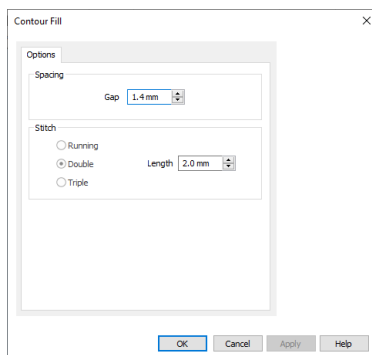 Contour Fill
Options
Spacing
Gap 1.4 mm
Stitch
Running
Double Length 2.0 mm
Triple
OK Cancel Apply Help